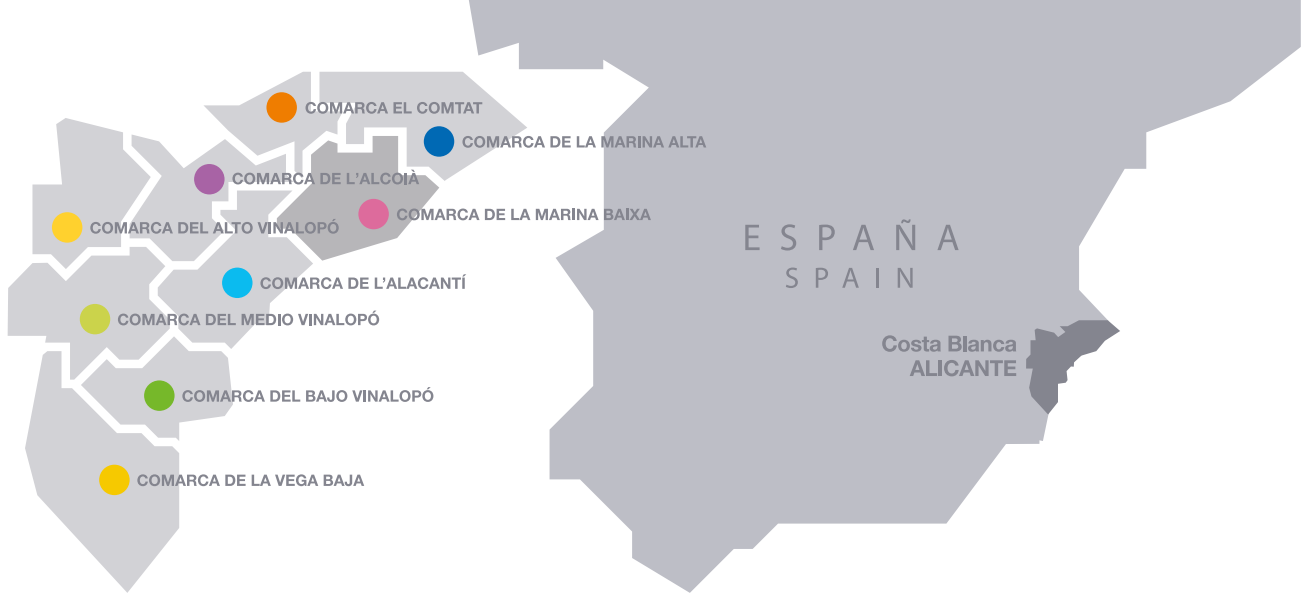 COMARCA EL COMTAT
COMARCA DE LA MARINA ALTA
COMARCA DE L'ALCOIÀ
COMARCA DE LA MARINA BAIXA
COMARCA DEL ALTO VINALOPÓ
COMARCA DE L'ALACANTÍ
COMARCA DEL MEDIO VINALOPÓ
COMARCA DEL BAJO VINALOPÓ
COMARCA DE LA VEGA BAJA
ESPAÑA
SPAIN
Costa Blanca
ALICANTE